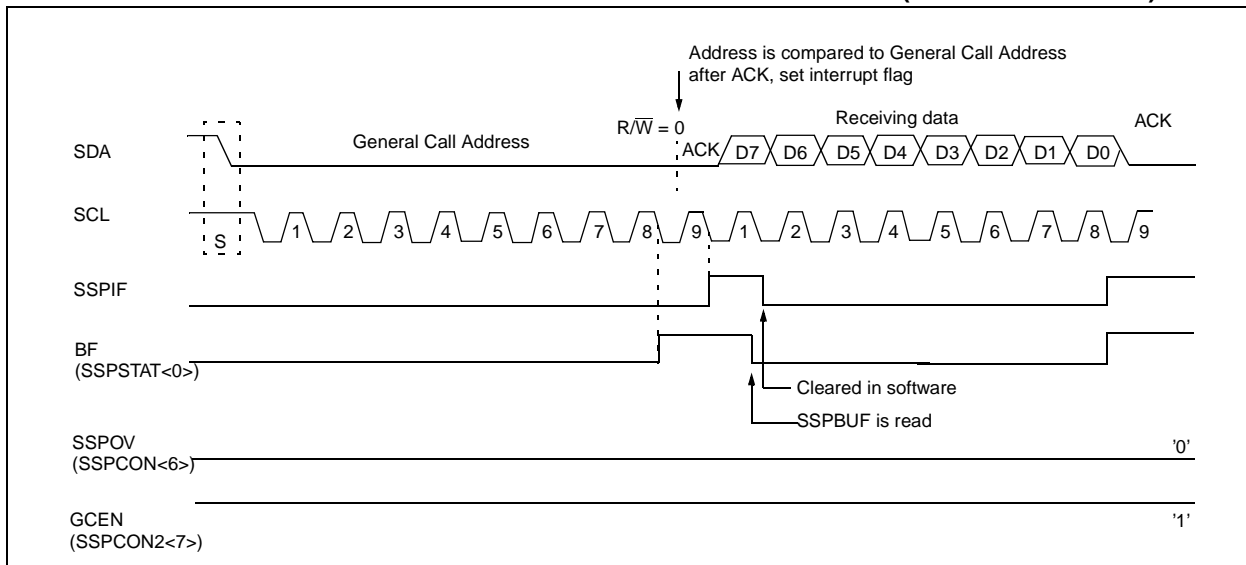 Address is compared to General Call Address
after ACK, set interrupt flag
R/W = 0
Receiving data
ACK
SDA
General Call Address
ACK
D7 D6 D5 D4 D3 D2 D1 D0
SCL
S
1 2 3 4 5 6 7 8 9 1 2 3 4 5 6 7 8 9
SSPIF
BF
(SSPSTAT<0>)
Cleared in software
SSPBUF is read
SSPOV
(SSPCON<6>)
'0'
GCEN
(SSPCON2<7>)
'1'